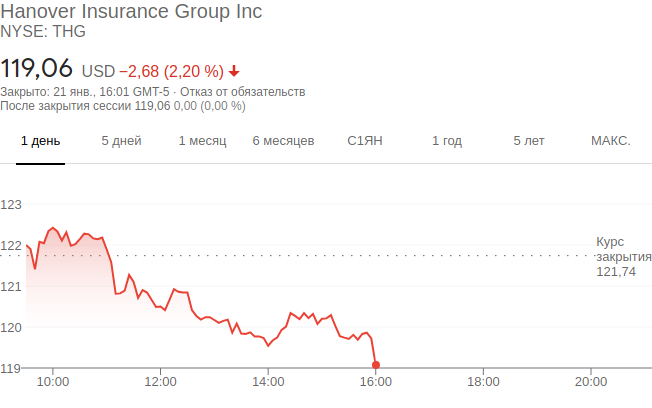 Hanover Insurance Group Inc
NYSE: THG
119,06 USD −2,68 (2,20 %)
Закрыто: 21 янв., 16:01 GMT-5 · Отказ от обязательств
После закрытия сессии 119,06 0,00 (0,00 %)
1 день 5 дней 1 месяц 6 месяцев С1ЯН 1 год 5 лет МАКС.
123
122
121
120
119
Курс
закрытия
121,74
10:00 12:00 14:00 16:00 18:00 20:00